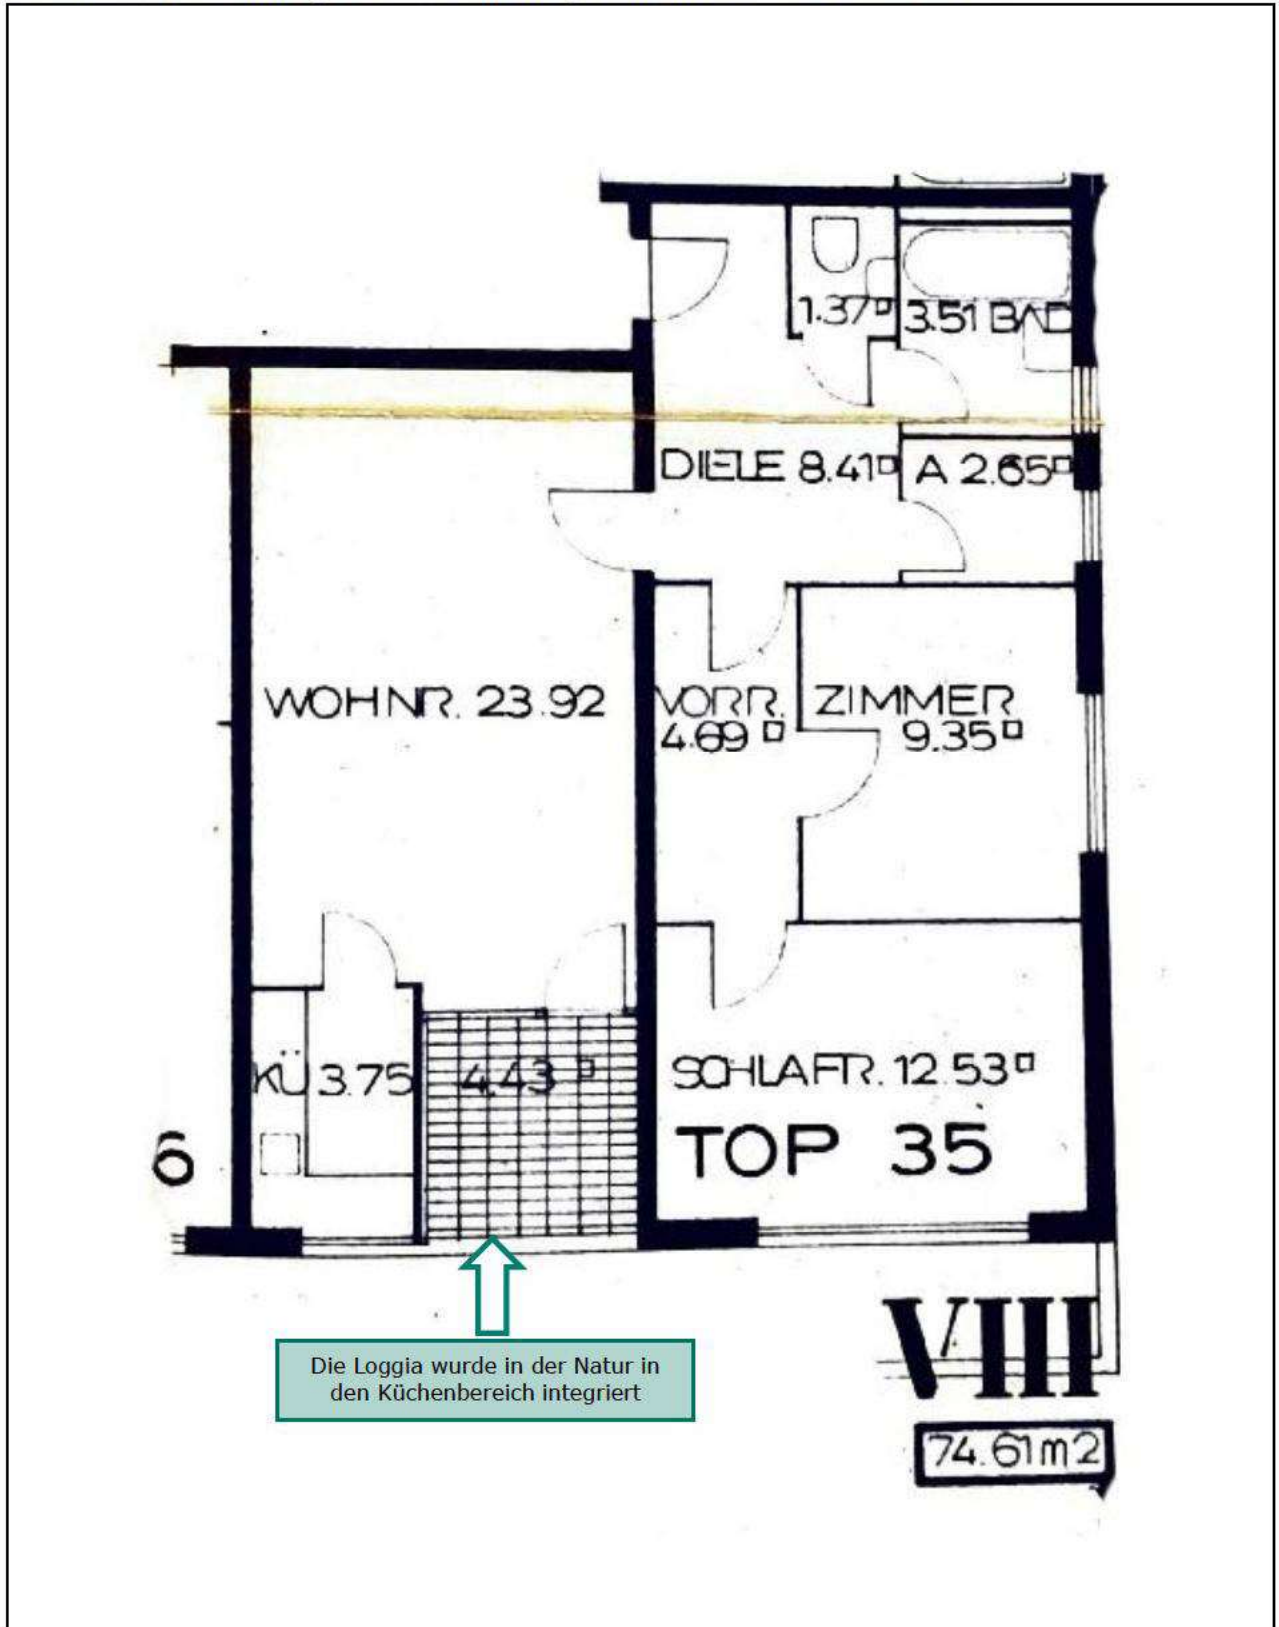 1.37□
3.51 BAD
DIELE 8.41□
A 2.65□
WOHNR. 23.92
VORR.
4.69 □
ZIMMER
9.35□
KÜ 3.75
4.43 □
SCHLAFR. 12.53□
TOP 35
6
Die Loggia wurde in der Natur in
den Küchenbereich integriert
VIII
74.61m2